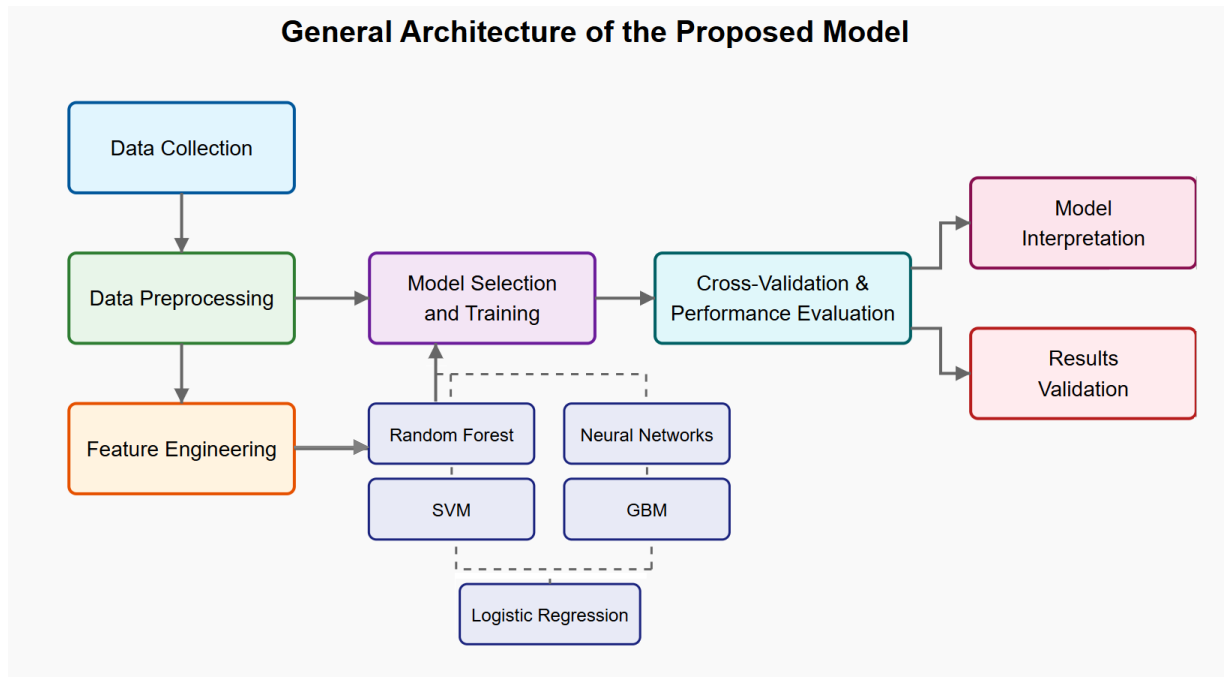 General Architecture of the Proposed Model
Data Collection
Data Preprocessing
Feature Engineering
Model Selection
and Training
Random Forest
Neural Networks
SVM
GBM
Logistic Regression
Cross-Validation &
Performance Evaluation
Model
Interpretation
Results
Validation